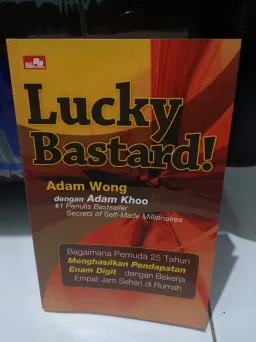 Lucky
Bastard!
Adam Wong
dengan Adam Khoo
#1 Penulis Bestseller
Secrets of Self-Made Millionaires
Bagaimana Pemuda 25 Tahun
Menghasilkan Pendapatan
Enam Digit dengan Bekerja
Empat Jam Sehari di Rumah